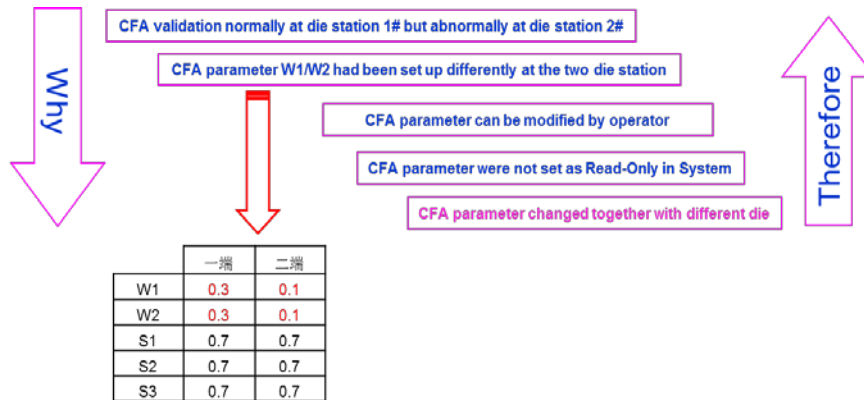 CFA validation normally at die station 1# but abnormally at die station 2#
Why
CFA parameter W1/W2 had been set up differently at the two die station
CFA parameter can be modified by operator
CFA parameter were not set as Read-Only in System
CFA parameter changed together with different die
Therefore
一端 二端
W1 0.3 0.1
W2 0.3 0.1
S1 0.7 0.7
S2 0.7 0.7
S3 0.7 0.7